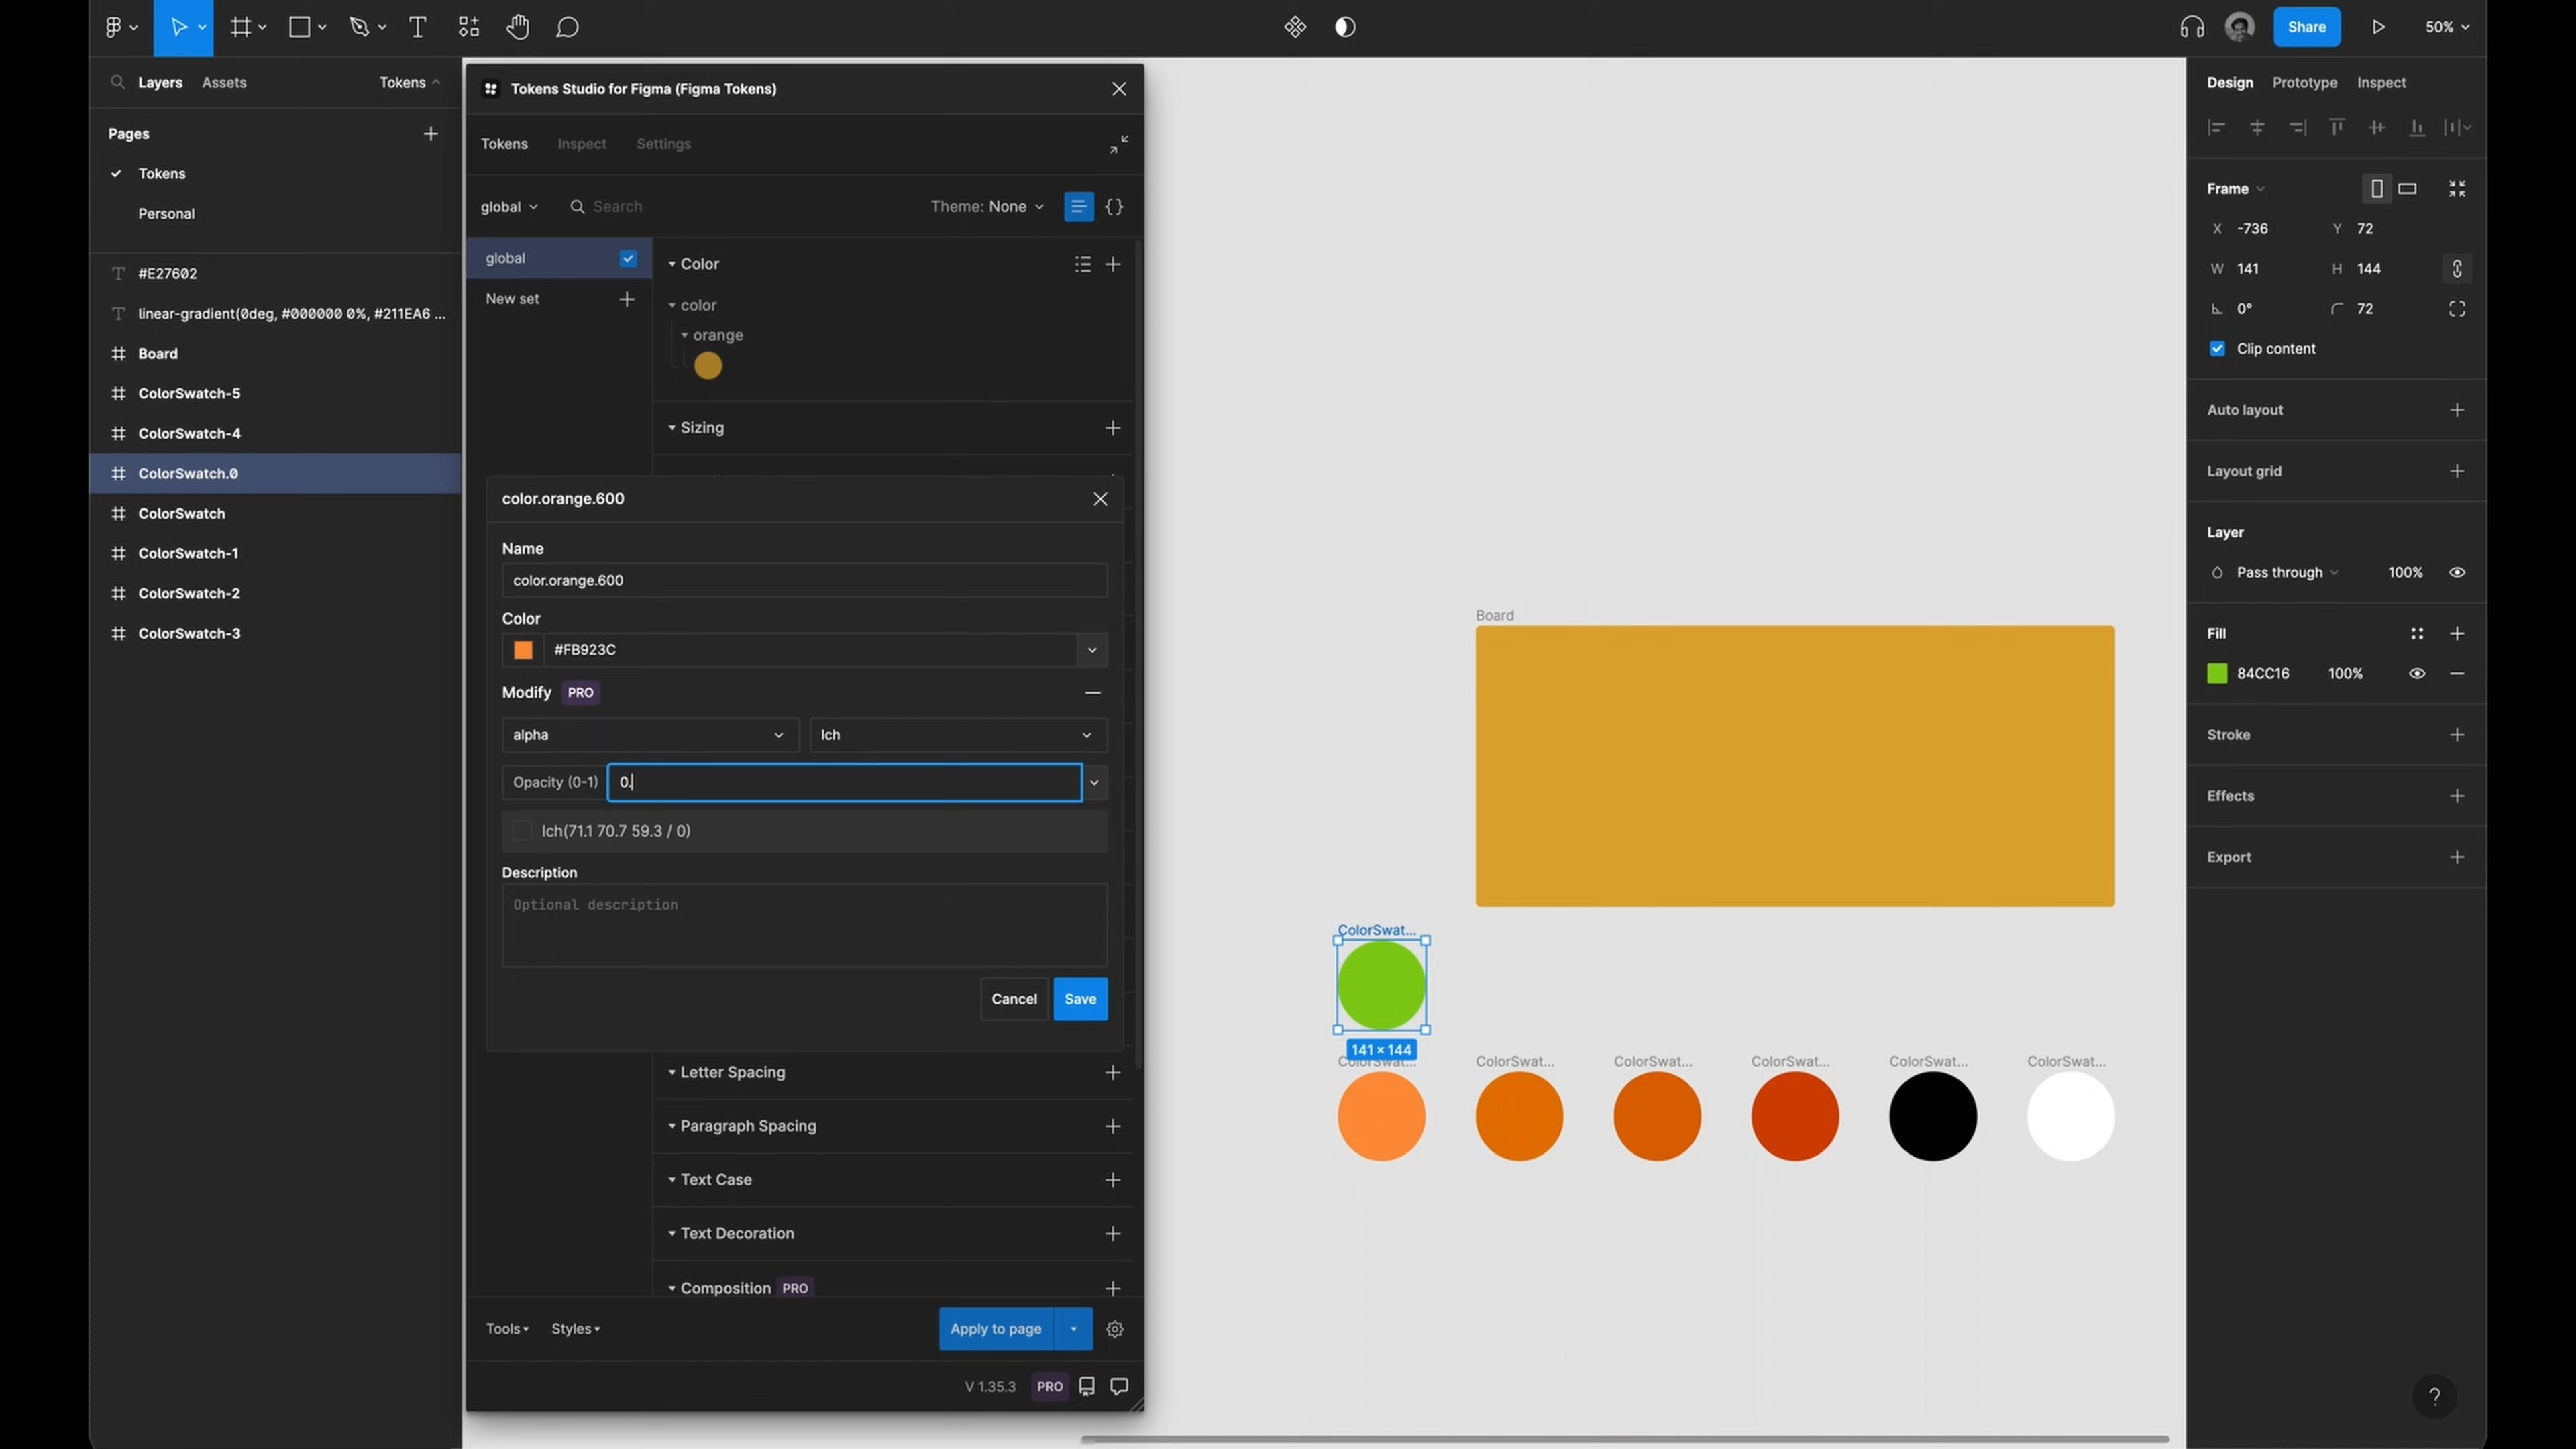 Share
50%
Layers
Assets
Tokens
Pages
Tokens
Personal
#E27602
linear-gradient(0deg, #000000 0%, #211EA6 ...
Board
ColorSwatch-5
ColorSwatch-4
ColorSwatch.0
ColorSwatch
ColorSwatch-1
ColorSwatch-2
ColorSwatch-3
Tokens Studio for Figma (Figma Tokens)
Tokens
Inspect
Settings
global
Search
Theme: None
global
New set
Color
color
orange
Sizing
color.orange.600
Name
color.orange.600
Color
#FB923C
Modify PRO
alpha
lch
Opacity (0-1)
0.
lch(71.1 70.7 59.3 / 0)
Description
Optional description
Cancel
Save
Letter Spacing
Paragraph Spacing
Text Case
Text Decoration
Composition PRO
Tools
Styles
Apply to page
V 1.35.3
PRO
Board
ColorSwat...
141 × 144
ColorSwat...
ColorSwat...
ColorSwat...
ColorSwat...
ColorSwat...
ColorSwat...
Design
Prototype
Inspect
Frame
X -736
Y 72
W 141
H 144
0°
72
Clip content
Auto layout
Layout grid
Layer
Pass through
100%
Fill
84CC16
100%
Stroke
Effects
Export
?